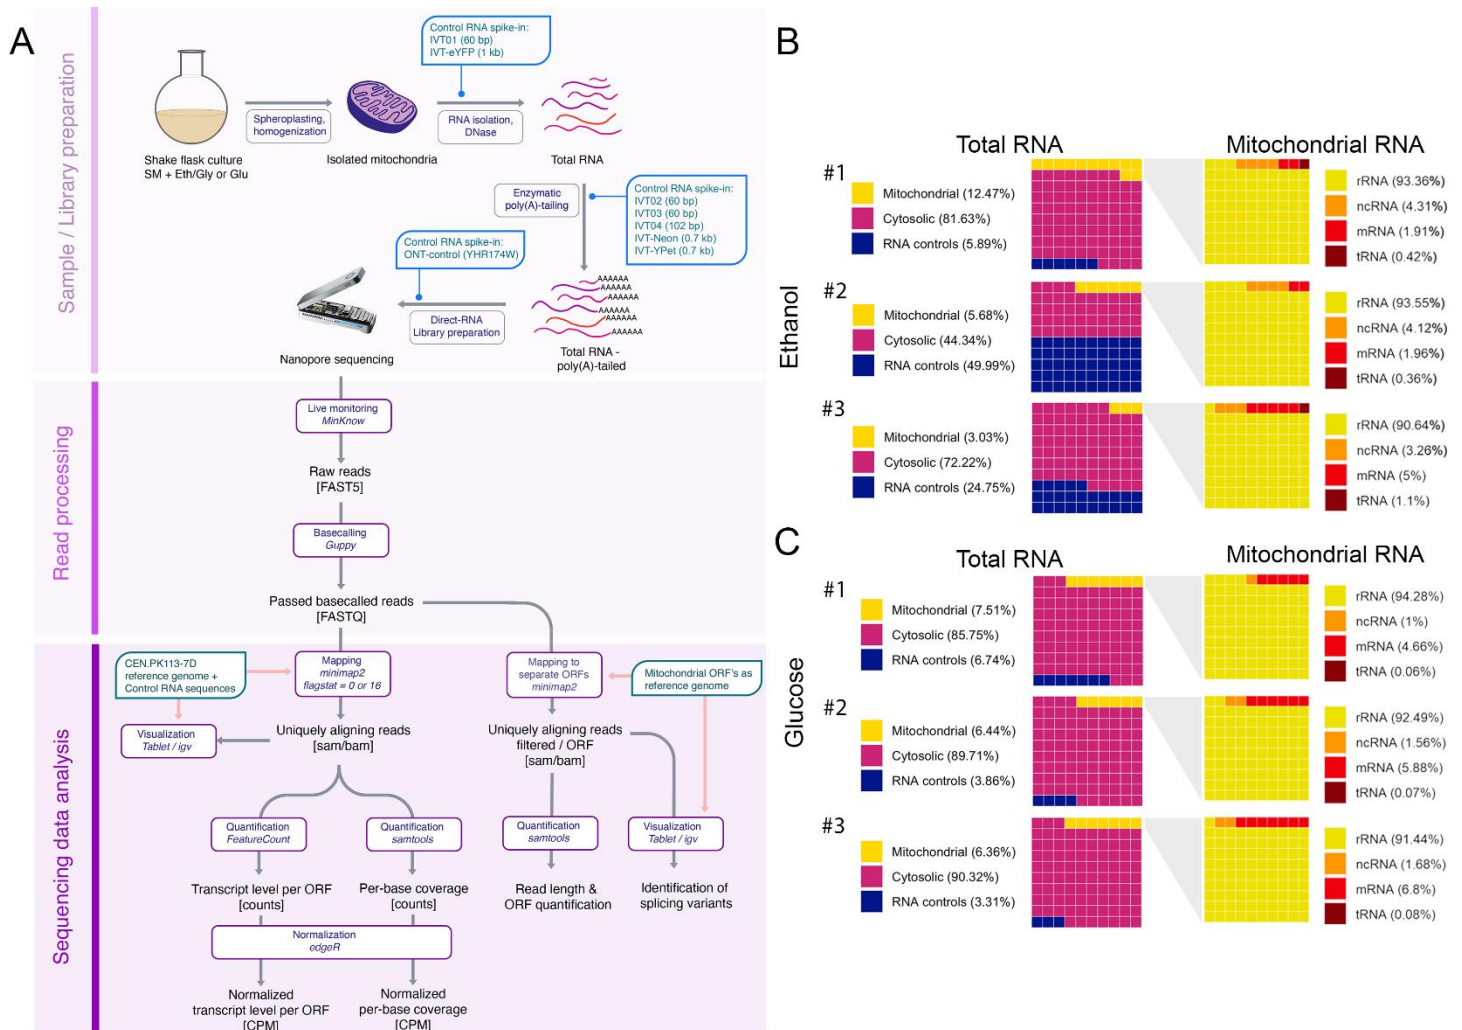 A
Sample / Library preparation
Control RNA spike-in:
IVT01 (60 bp)
IVT-eYFP (1 kb)
Spheroplasting,
homogenization
RNA isolation,
DNase
Shake flask culture
SM + Eth/Gly or Glu
Isolated mitochondria
Total RNA
Enzymatic
poly(A)-tailing
Control RNA spike-in:
IVT02 (60 bp)
IVT03 (60 bp)
IVT04 (102 bp)
IVT-Neon (0.7 kb)
IVT-YPet (0.7 kb)
Control RNA spike-in:
ONT-control (YHR174W)
AAAAAA
AAAAAA
AAAAAA
AAAAAA
AAAAAA
AAAAAA
Direct-RNA
Library preparation
Nanopore sequencing
Total RNA -
poly(A)-tailed
Read processing
Live monitoring
MinKnow
Raw reads
[FAST5]
Basecalling
Guppy
Passed basecalled reads
[FASTQ]
Sequencing data analysis
CEN.PK113-7D
reference genome +
Control RNA sequences
Mapping
minimap2
flagstat = 0 or 16
Mapping to
separate ORFs
minimap2
Mitochondrial ORF's as
reference genome
Visualization
Tablet / igv
Uniquely aligning reads
[sam/bam]
Uniquely aligning reads
filtered / ORF
[sam/bam]
Quantification
FeatureCount
Quantification
samtools
Quantification
samtools
Visualization
Tablet / igv
Transcript level per ORF
[counts]
Per-base coverage
[counts]
Read length &
ORF quantification
Identification of
splicing variants
Normalization
edgeR
Normalized
transcript level per ORF
[CPM]
Normalized
per-base coverage
[CPM]
B
Ethanol
Total RNA
Mitochondrial RNA
#1
Mitochondrial (12.47%)
Cytosolic (81.63%)
RNA controls (5.89%)
rRNA (93.36%)
ncRNA (4.31%)
mRNA (1.91%)
tRNA (0.42%)
#2
Mitochondrial (5.68%)
Cytosolic (44.34%)
RNA controls (49.99%)
rRNA (93.55%)
ncRNA (4.12%)
mRNA (1.96%)
tRNA (0.36%)
#3
Mitochondrial (3.03%)
Cytosolic (72.22%)
RNA controls (24.75%)
rRNA (90.64%)
ncRNA (3.26%)
mRNA (5%)
tRNA (1.1%)
C
Glucose
Total RNA
Mitochondrial RNA
#1
Mitochondrial (7.51%)
Cytosolic (85.75%)
RNA controls (6.74%)
rRNA (94.28%)
ncRNA (1%)
mRNA (4.66%)
tRNA (0.06%)
#2
Mitochondrial (6.44%)
Cytosolic (89.71%)
RNA controls (3.86%)
rRNA (92.49%)
ncRNA (1.56%)
mRNA (5.88%)
tRNA (0.07%)
#3
Mitochondrial (6.36%)
Cytosolic (90.32%)
RNA controls (3.31%)
rRNA (91.44%)
ncRNA (1.68%)
mRNA (6.8%)
tRNA (0.08%)